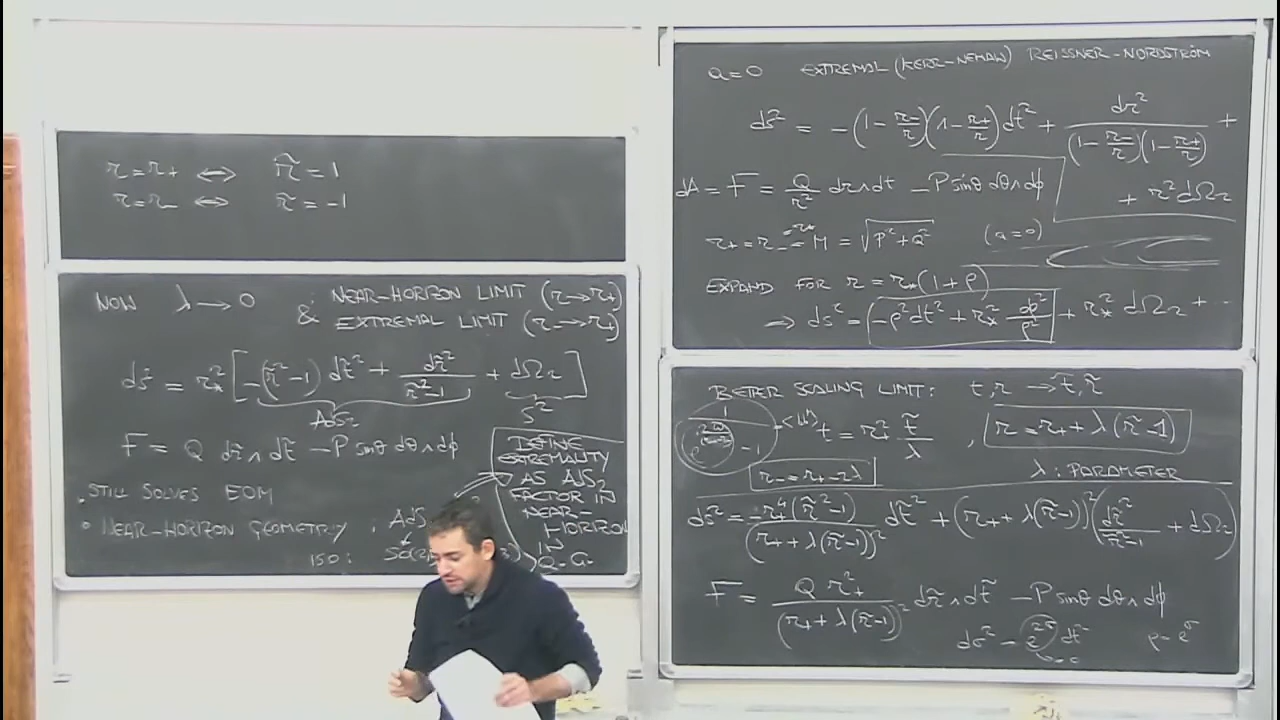 r = r₊ ⟺ r̃ = 1
r = r₋ ⟺ r̃ = -1
NOW λ → 0 : NEAR-HORIZON LIMIT (r → r₊)
& EXTREMAL LIMIT (r₋ → r₊)
ds² = r*² [ -(r̃² - 1) dt̃² + dr̃²/(r̃² - 1) + dΩ₂ ]
AdS₂ S²
F = Q dr̃ ∧ dt̃ - P sinθ dθ ∧ dϕ
. STILL SOLVES EOM
• NEAR-HORIZON GEOMETRY : AdS
ISO :
DEFINE
EXTREMALITY
AS AdS₂
FACTOR IN
NEAR-
HORIZON
IN
Q. G.
a = 0 EXTREMAL (KERR-NEWMAN) REISSNER-NORDSTRÖM
ds² = - (1 - r₋/r)(1 - r₊/r) dt² + dr²/((1 - r₋/r)(1 - r₊/r)) +
+ r² dΩ₂
dA = F = Q/r² dr ∧ dt - P sinθ dθ ∧ dϕ
r₊ = r₋ = r* = M = √(P² + Q²) (a = 0)
EXPAND FOR r = r*(1 + ρ)
⟹ ds² = -ρ² dt² + r*² dρ²/ρ² + r*² dΩ₂ + ...
BETTER SCALING LIMIT : t, r → t̃, r̃
t = r₊² t̃/λ , r = r₊ + λ(r̃ - 1)
r₋ = r₊ - 2λ λ : PARAMETER
ds² = - r₊⁴ (r̃² - 1)/(r₊ + λ(r̃ - 1))² dt̃² + (r₊ + λ(r̃ - 1))² (dr̃²/(r̃² - 1) + dΩ₂)
F = Q r₊²/(r₊ + λ(r̃ - 1))² dr̃ ∧ dt̃ - P sinθ dθ ∧ dϕ
dσ² - e^{2σ} dt² ρ = e^σ